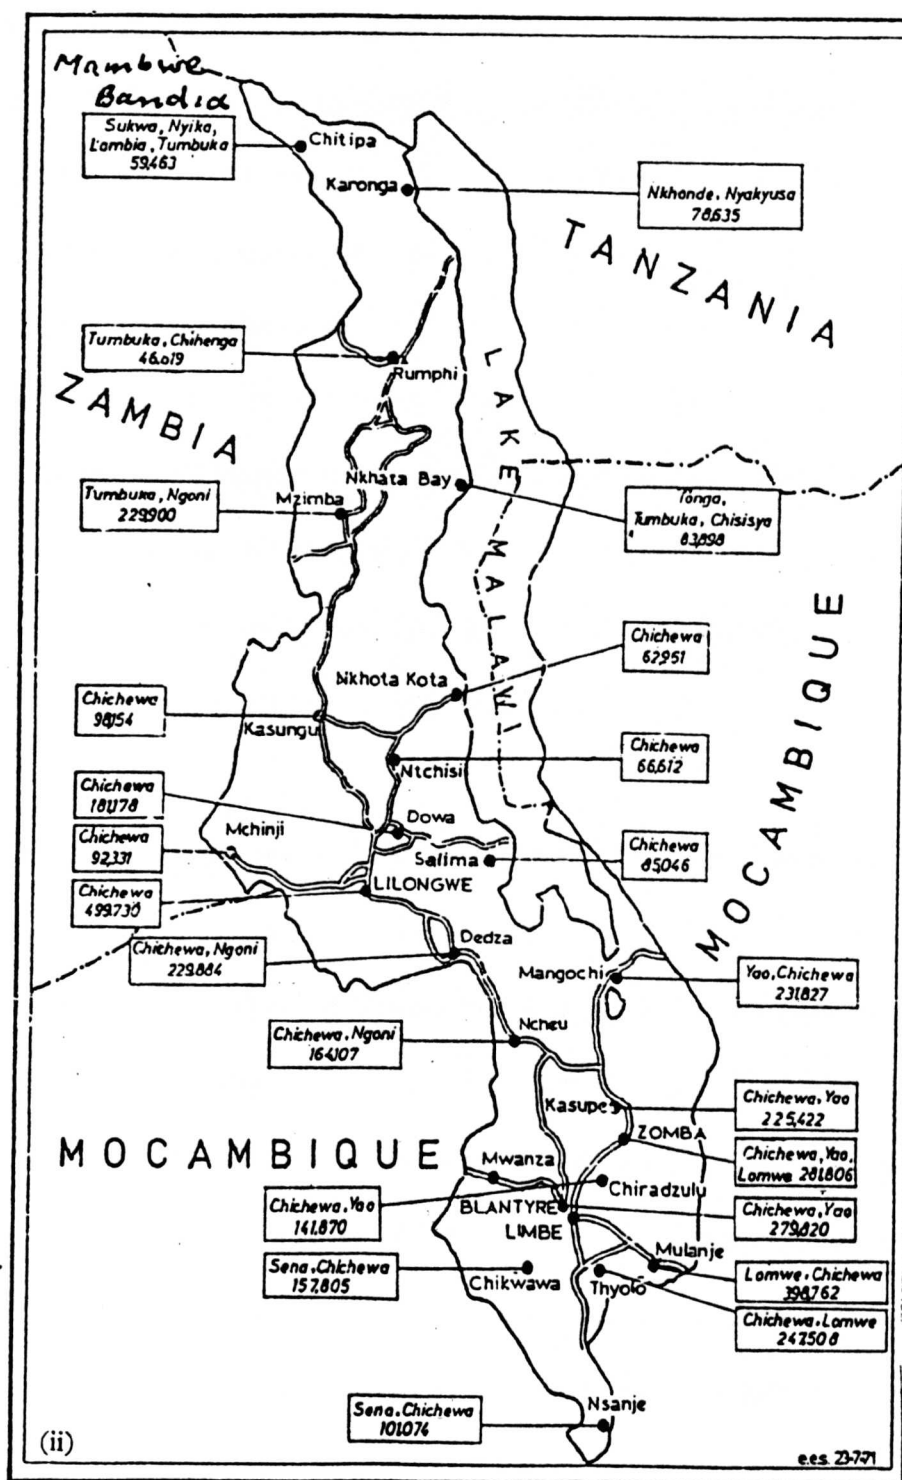 Mambwe
Bandia
Sukwa, Nyika,
Lambia, Tumbuka
59,463
Chitipa
Karonga
Nkhonde, Nyakyusa
78,635
TANZANIA
Tumbuka, Chihenga
46,019
Rumphi
ZAMBIA
LAKE MALAWI
Nkhata Bay
Tumbuka, Ngoni
229,900
Mzimba
Tonga,
Tumbuka, Chisisya
83,898
MOCAMBIQUE
Chichewa
62,951
Nkhota Kota
Chichewa
98,154
Kasungu
Chichewa
66,612
Ntchisi
Chichewa
181,178
Dowa
Mchinji
Chichewa
92,331
Salima
Chichewa
85,046
Chichewa
499,730
LILONGWE
Chichewa, Ngoni
229,884
Dedza
Mangochi
Yao, Chichewa
231,827
Chichewa, Ngoni
164,107
Ncheu
Kasupe
Chichewa, Yao
225,422
MOCAMBIQUE
ZOMBA
Chichewa, Yao,
Lomwe 281,806
Mwanza
Chiradzulu
Chichewa, Yao
141,870
BLANTYRE
LIMBE
Chichewa, Yao
279,820
Mulanje
Sena, Chichewa
157,805
Chikwawa
Thyolo
Lomwe, Chichewa
398,762
Chichewa, Lomwe
247,508
Nsanje
Sena, Chichewa
101,074
(ii)
e.e.s. 23-7-71